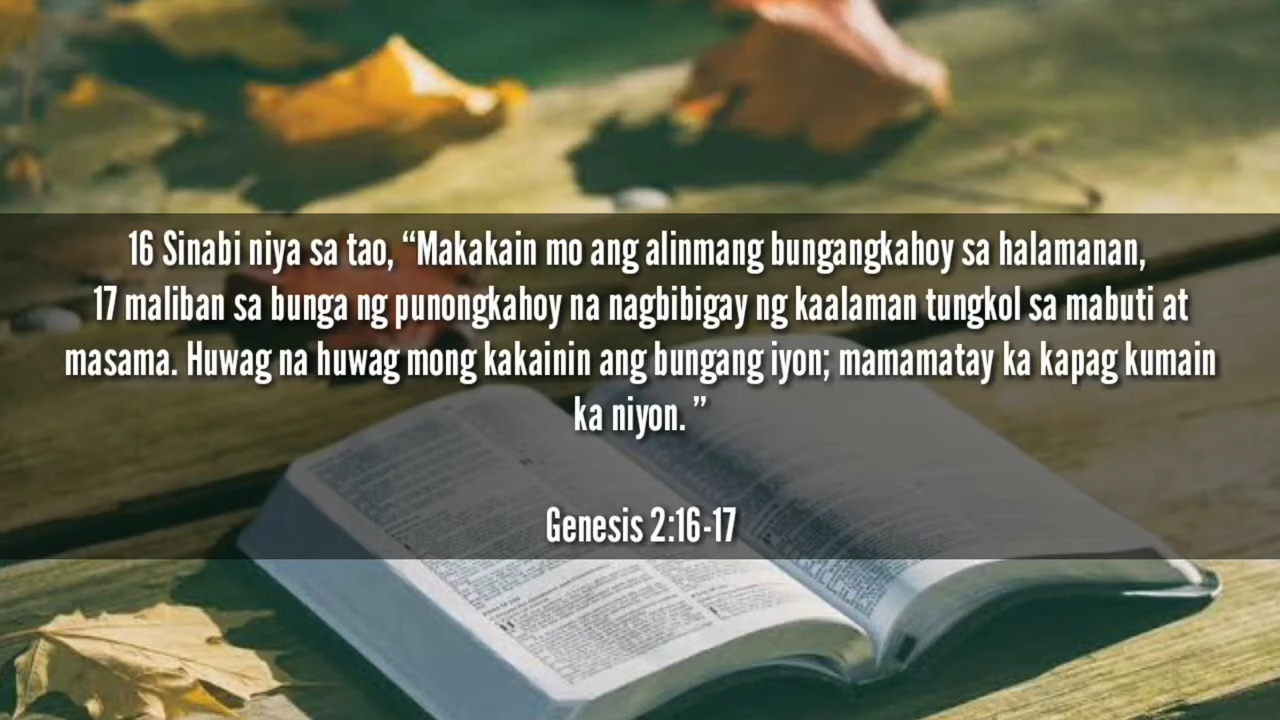 16 Sinabi niya sa tao, “Makakain mo ang alinmang bungangkahoy sa halamanan,
17 maliban sa bunga ng punongkahoy na nagbibigay ng kaalaman tungkol sa mabuti at
masama. Huwag na huwag mong kakainin ang bungang iyon; mamamatay ka kapag kumain
ka niyon. ”
Genesis 2:16-17